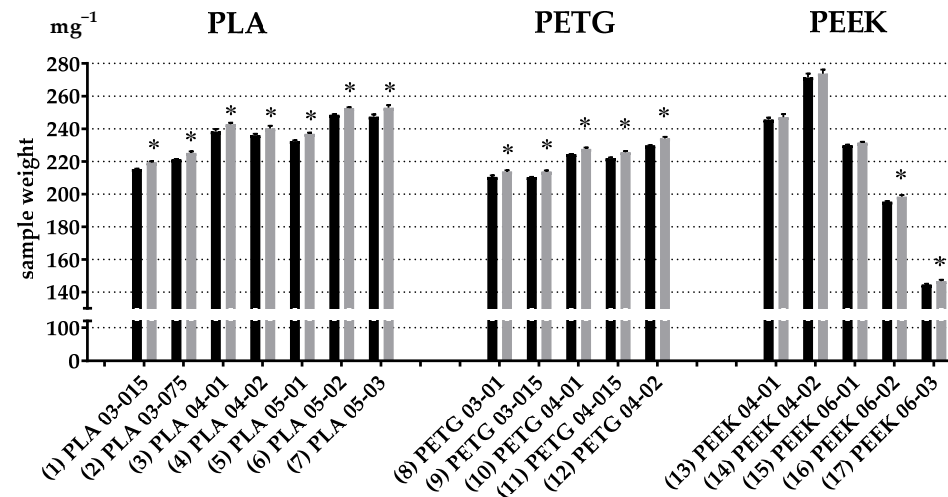 PLA PETG PEEK
mg⁻¹
280
260
240
220
200
180
160
140
100
0
sample weight
* * * * * * *
* * * * *
* *
(1) PLA 03-015
(2) PLA 03-075
(3) PLA 04-01
(4) PLA 04-02
(5) PLA 05-01
(6) PLA 05-02
(7) PLA 05-03
(8) PETG 03-01
(9) PETG 03-015
(10) PETG 04-01
(11) PETG 04-015
(12) PETG 04-02
(13) PEEK 04-01
(14) PEEK 04-02
(15) PEEK 06-01
(16) PEEK 06-02
(17) PEEK 06-03